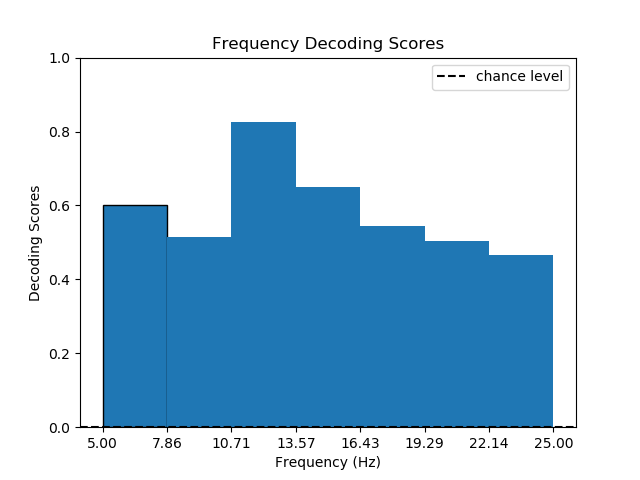 Frequency Decoding Scores
chance level
1.0
0.8
0.6
0.4
0.2
0.0
Decoding Scores
5.00 7.86 10.71 13.57 16.43 19.29 22.14 25.00
Frequency (Hz)